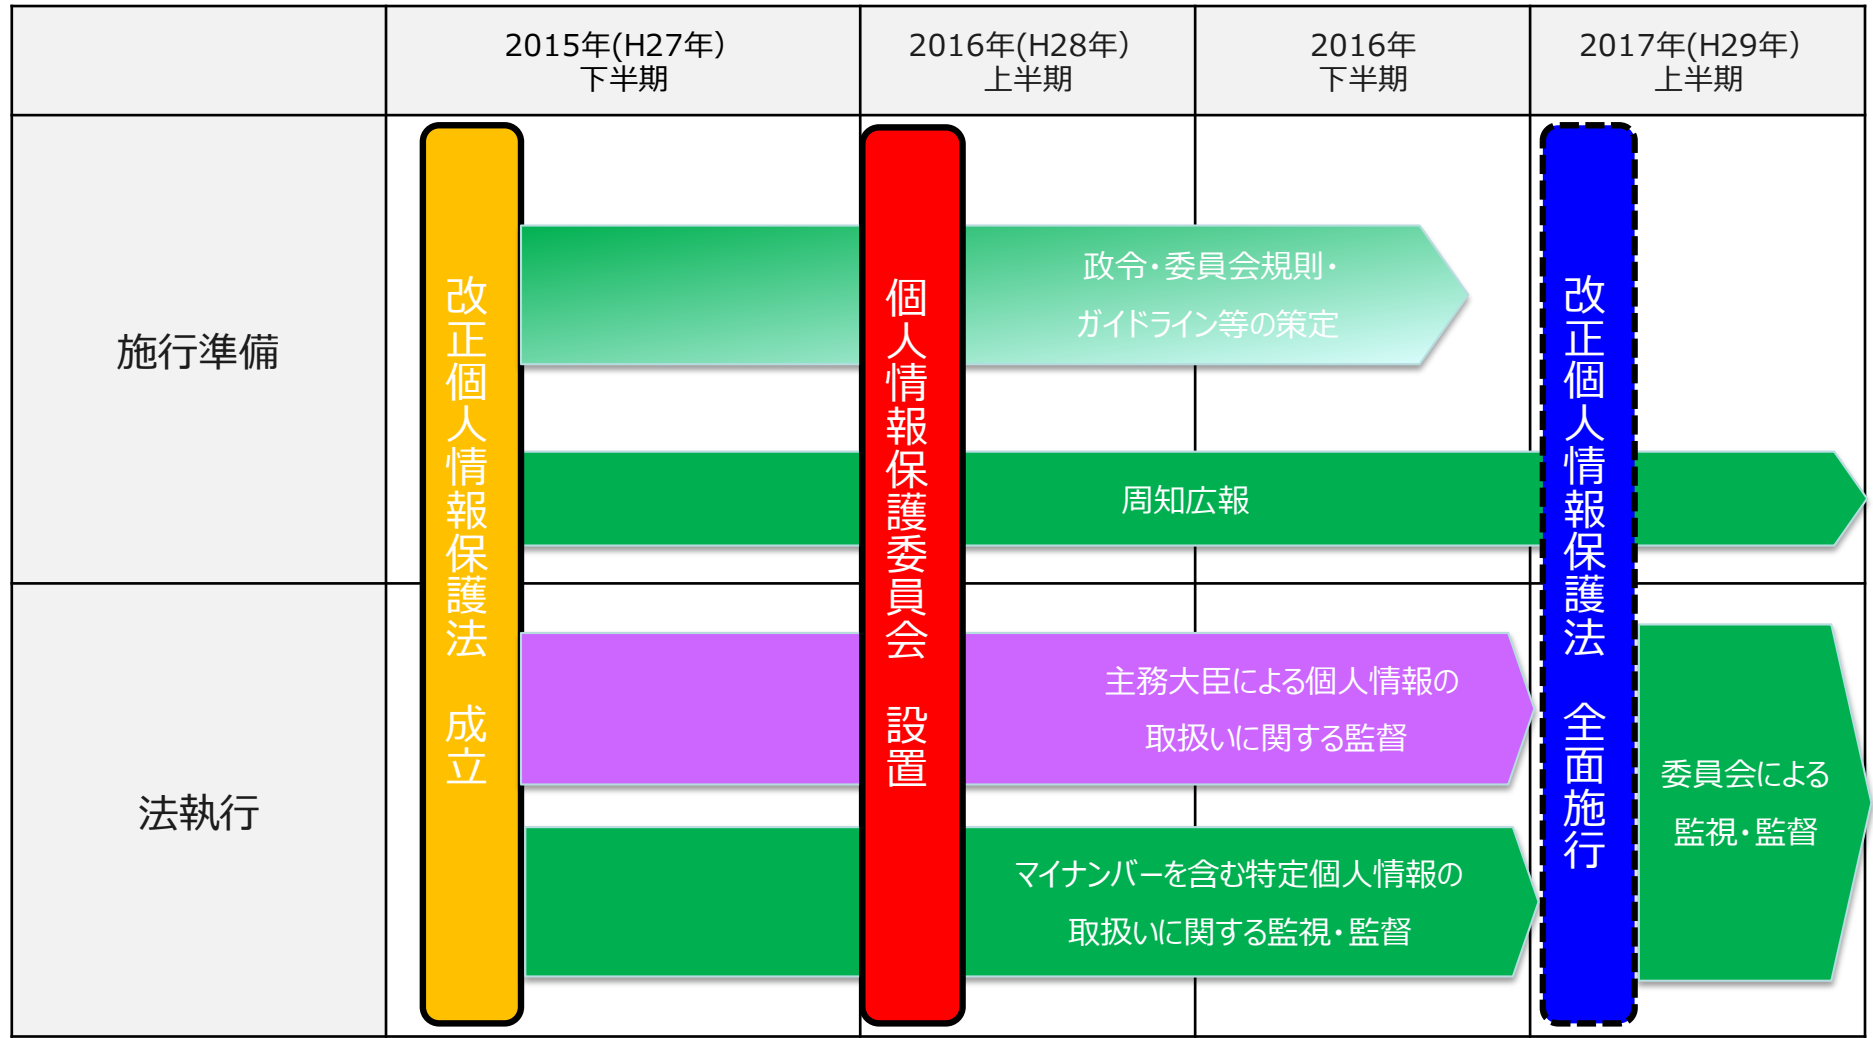 2015年(H27年)
下半期
2016年(H28年)
上半期
2016年
下半期
2017年(H29年)
上半期
施行準備
改正個人情報保護法　成立
個人情報保護委員会　設置
改正個人情報保護法　全面施行
政令・委員会規則・
ガイドライン等の策定
周知広報
法執行
主務大臣による個人情報の
取扱いに関する監督
マイナンバーを含む特定個人情報の
取扱いに関する監視・監督
委員会による
監視・監督